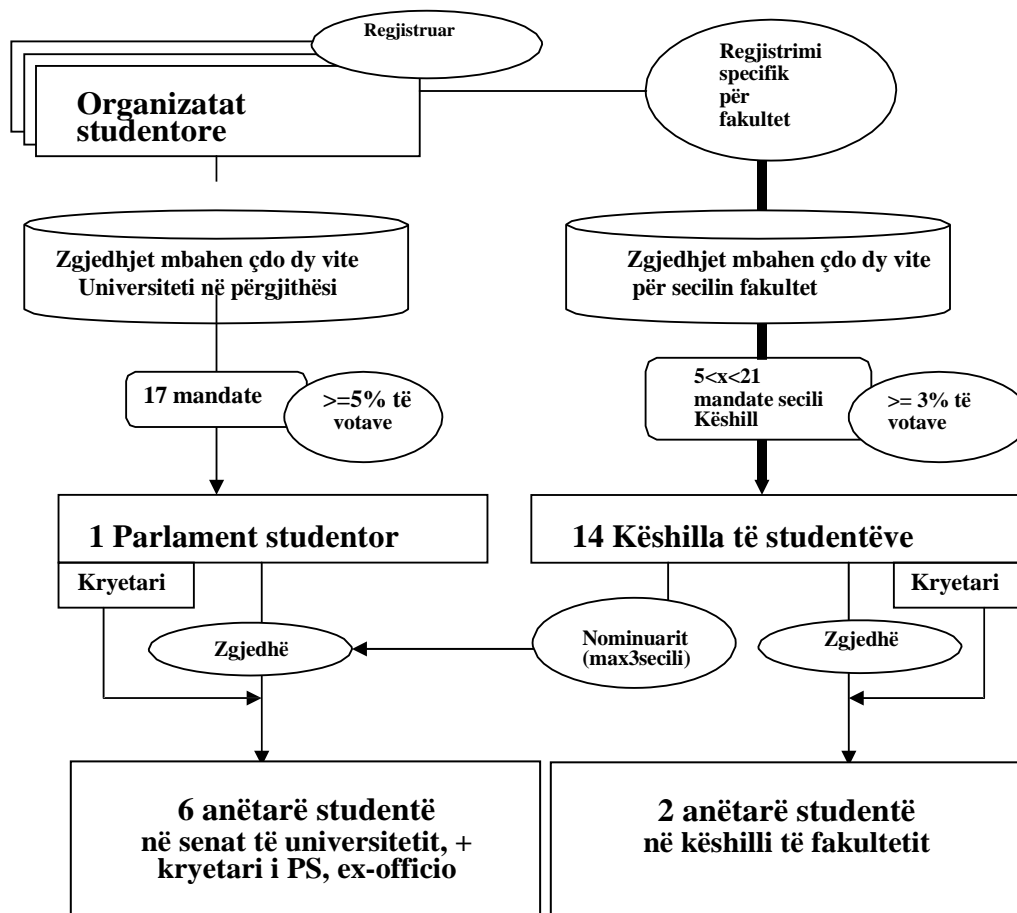 Regjistruar
Organizatat
studentore
Regjistrimi
specifik
për
fakultet
Zgjedhjet mbahen çdo dy vite
Universiteti në përgjithësi
Zgjedhjet mbahen çdo dy vite
për secilin fakultet
17 mandate
>=5% të
votave
5<x<21
mandate secili
Këshill
>= 3% të
votave
1 Parlament studentor
14 Këshilla të studentëve
Kryetari
Kryetari
Zgjedhë
Nominuarit
(max3secili)
Zgjedhë
6 anëtarë studentë
në senat të universitetit, +
kryetari i PS, ex-officio
2 anëtarë studentë
në këshilli të fakultetit